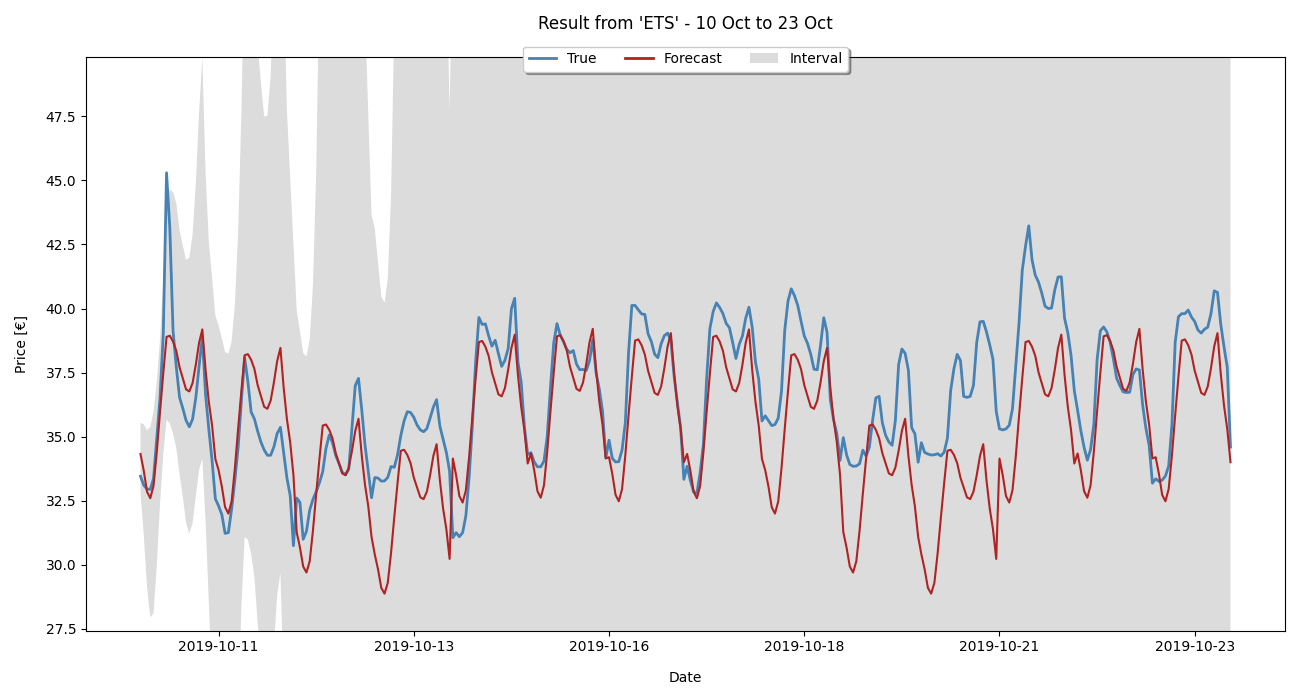 Result from 'ETS' - 10 Oct to 23 Oct
True Forecast Interval
Price [€]
47.5
45.0
42.5
40.0
37.5
35.0
32.5
30.0
27.5
2019-10-11 2019-10-13 2019-10-16 2019-10-18 2019-10-21 2019-10-23
Date